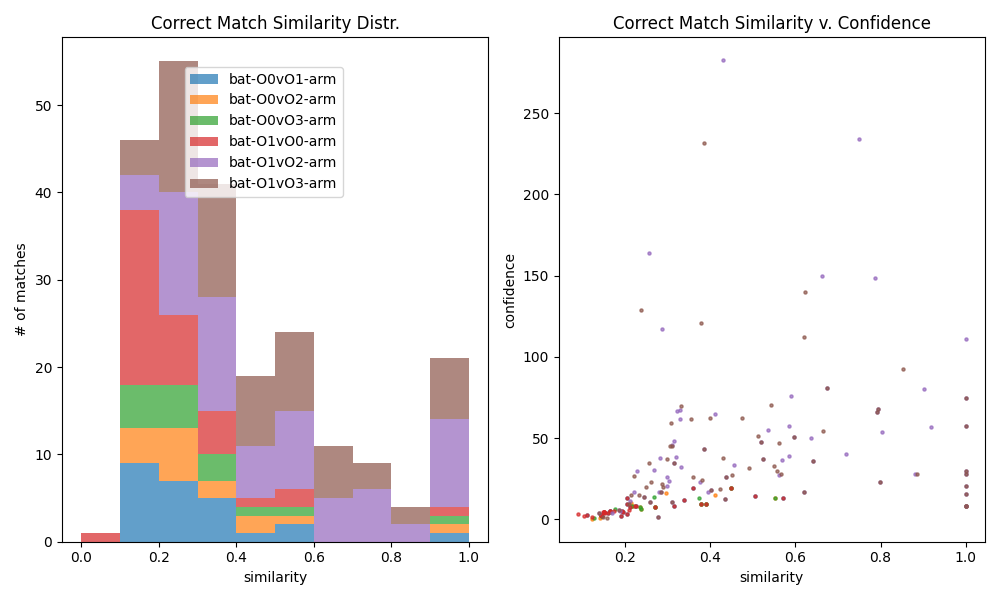 Correct Match Similarity Distr.
# of matches
50
40
30
20
10
0
bat-O0vO1-arm
bat-O0vO2-arm
bat-O0vO3-arm
bat-O1vO0-arm
bat-O1vO2-arm
bat-O1vO3-arm
0.0 0.2 0.4 0.6 0.8 1.0
similarity
Correct Match Similarity v. Confidence
confidence
250
200
150
100
50
0
0.2 0.4 0.6 0.8 1.0
similarity